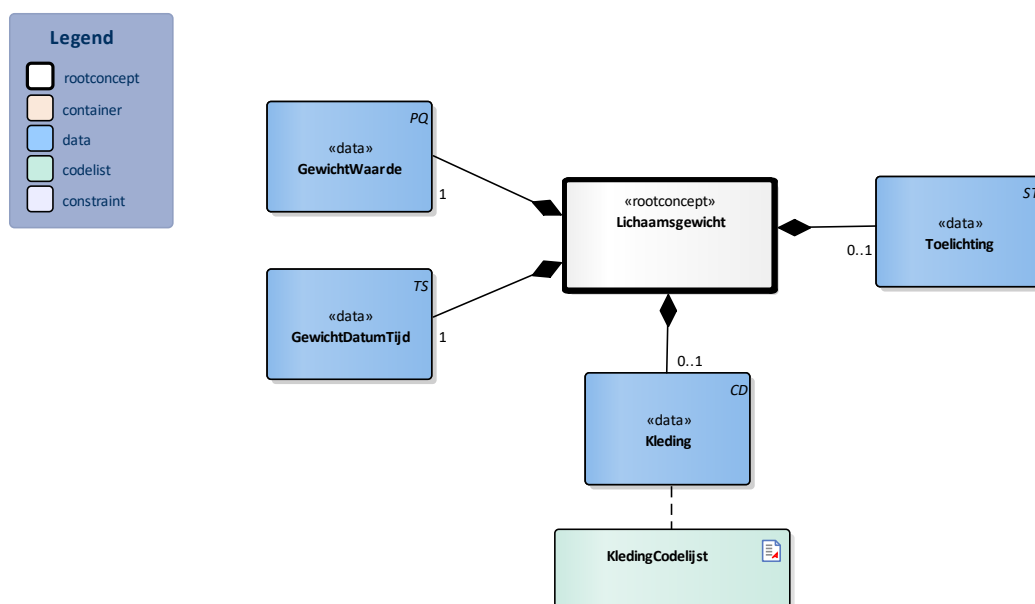 Legend
rootconcept
container
data
codelist
constraint
PQ
«data»
GewichtWaarde
1
TS
«data»
GewichtDatumTijd
1
«rootconcept»
Lichaamsgewicht
ST
«data»
Toelichting
0..1
0..1
CD
«data»
Kleding
KledingCodelijst